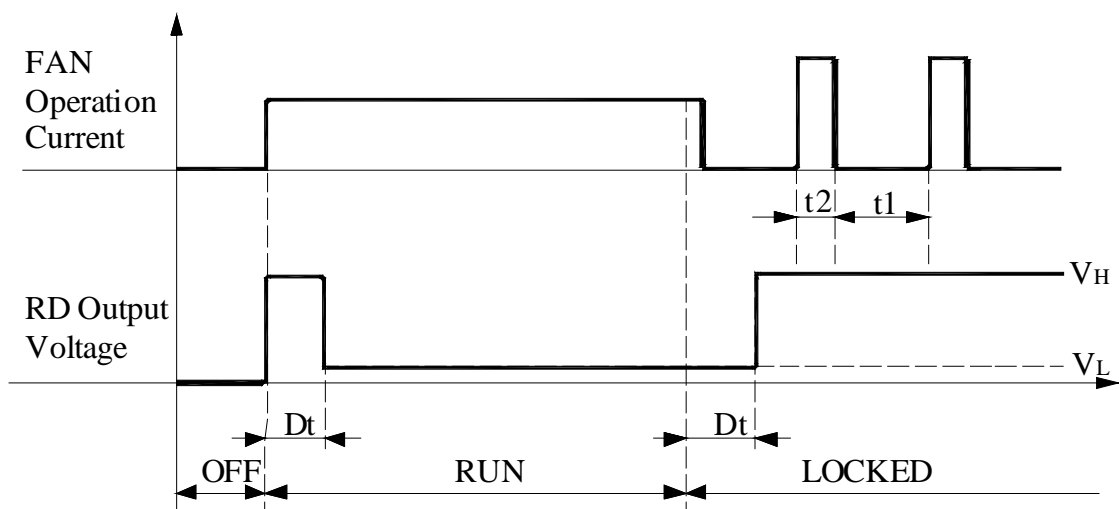 FAN
Operation
Current
t2
t1
VH
RD Output
Voltage
VL
Dt
Dt
OFF
RUN
LOCKED